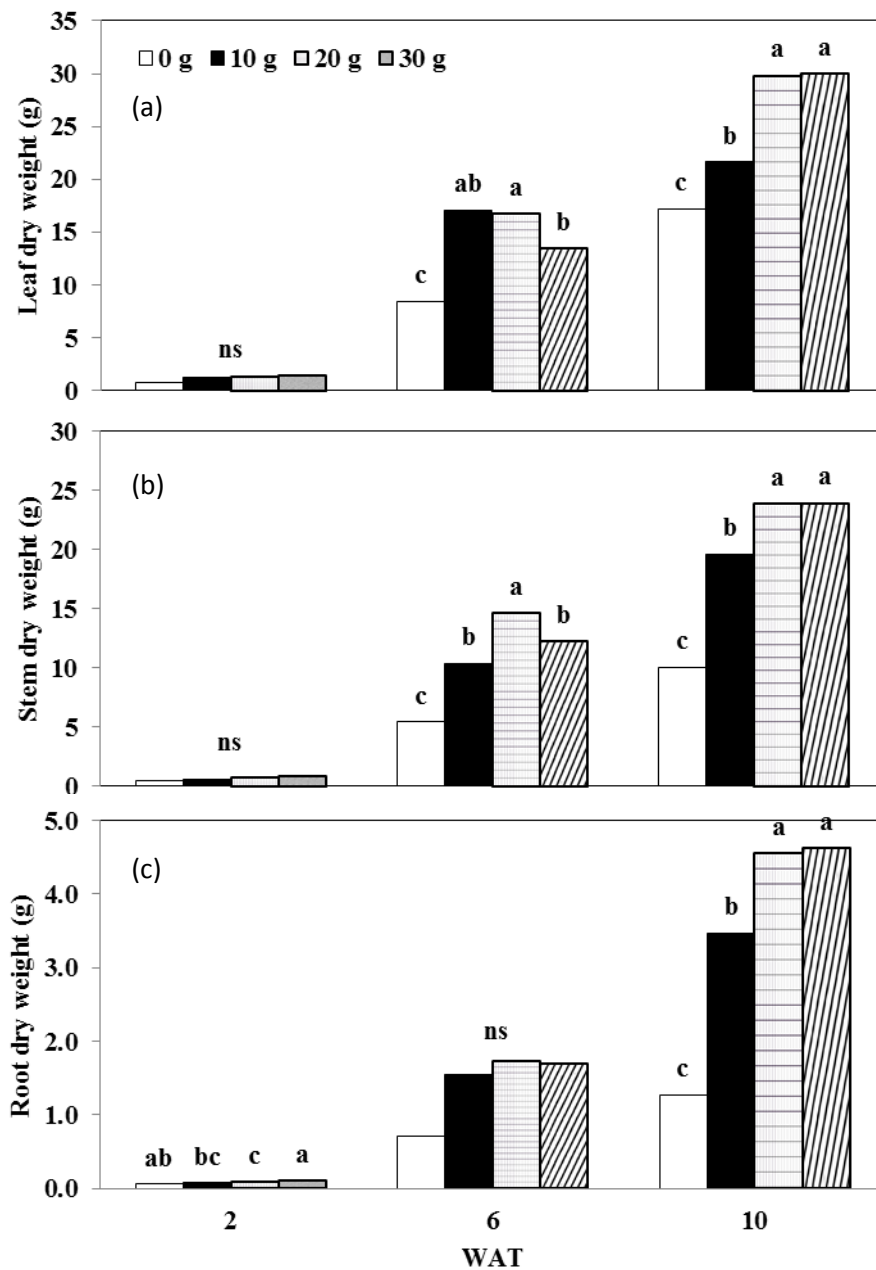 35
30
25
20
15
10
5
0
Leaf dry weight (g)
0 g 10 g 20 g 30 g
(a)
ns
c ab a b
c b a a
30
25
20
15
10
5
0
Stem dry weight (g)
(b)
ns
c b a b
c b a a
5.0
4.0
3.0
2.0
1.0
0.0
Root dry weight (g)
(c)
ab bc c a
ns
c b a a
2 6 10
WAT